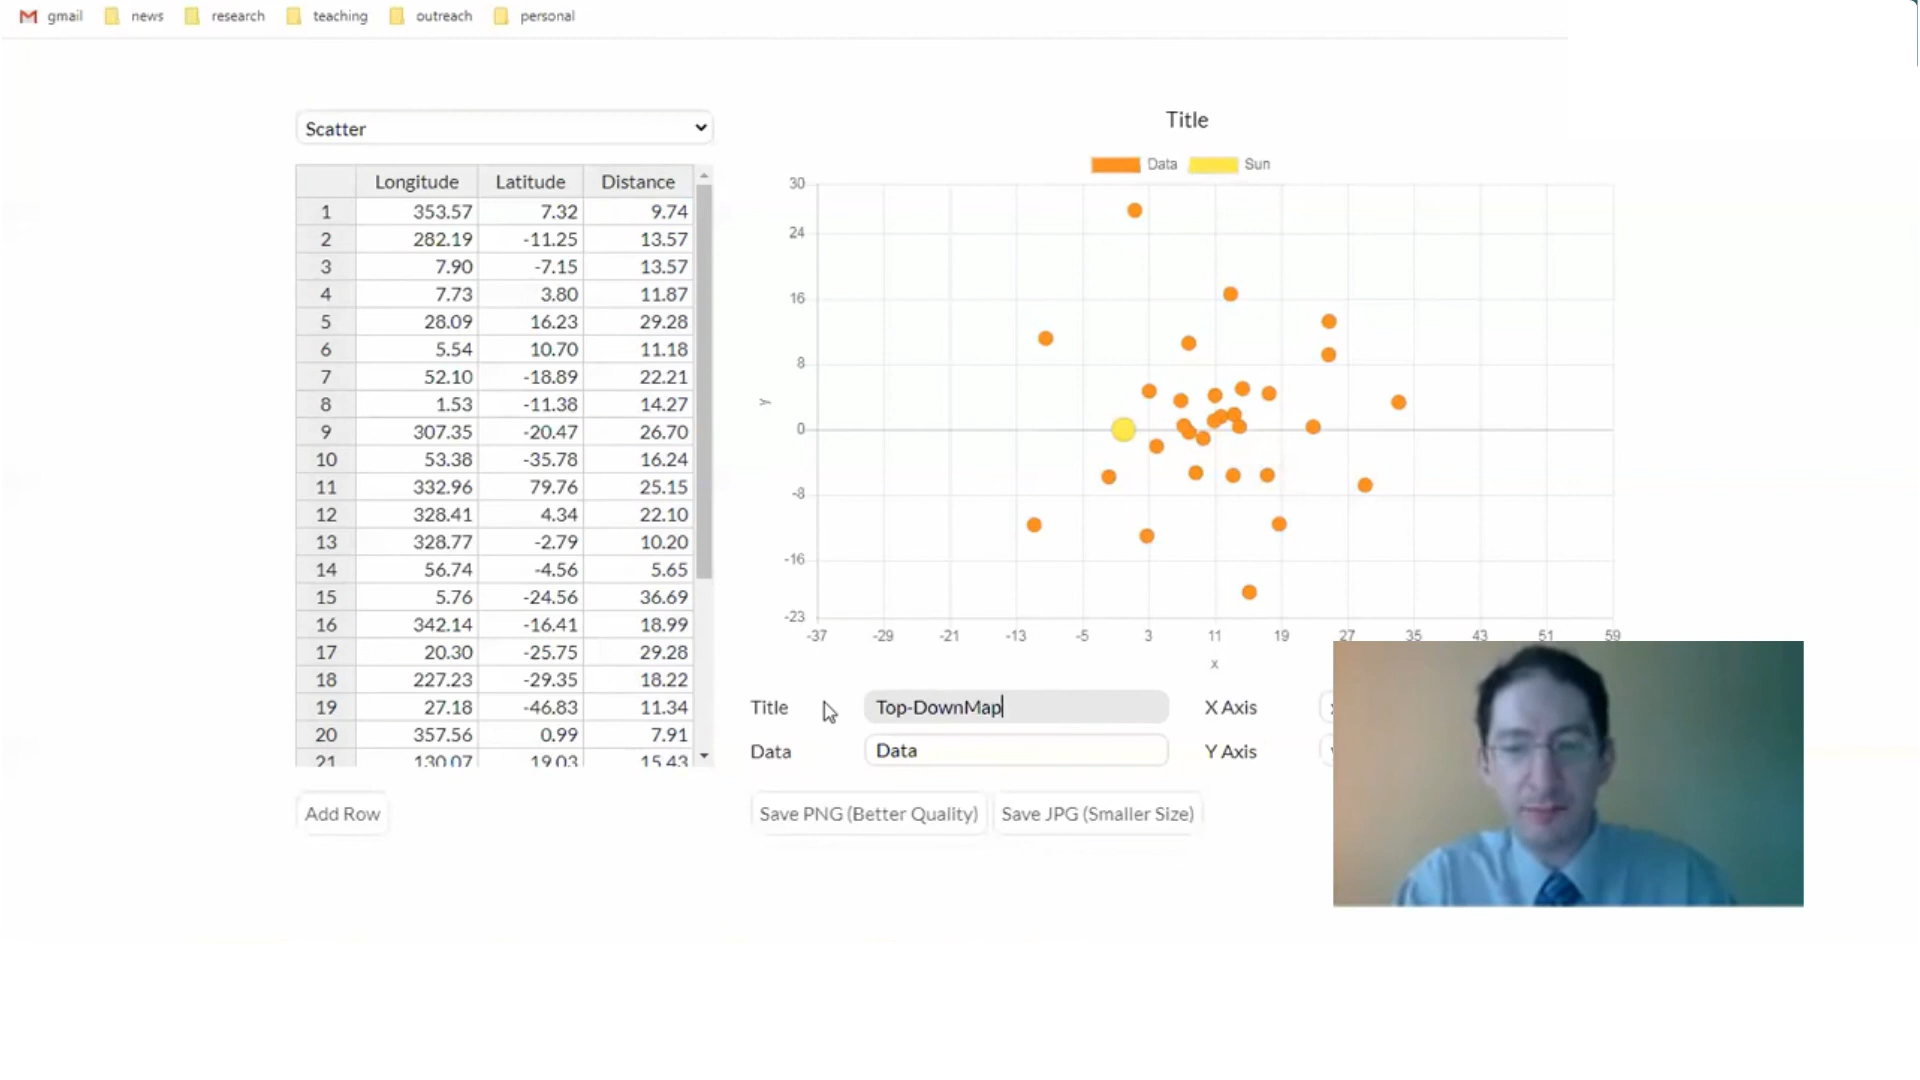 gmail news research teaching outreach personal
Scatter
Title
Data Sun
Longitude Latitude Distance
1 353.57 7.32 9.74
2 282.19 -11.25 13.57
3 7.90 -7.15 13.57
4 7.73 3.80 11.87
5 28.09 16.23 29.28
6 5.54 10.70 11.18
7 52.10 -18.89 22.21
8 1.53 -11.38 14.27
9 307.35 -20.47 26.70
10 53.38 -35.78 16.24
11 332.96 79.76 25.15
12 328.41 4.34 22.10
13 328.77 -2.79 10.20
14 56.74 -4.56 5.65
15 5.76 -24.56 36.69
16 342.14 -16.41 18.99
17 20.30 -25.75 29.28
18 227.23 -29.35 18.22
19 27.18 -46.83 11.34
20 357.56 0.99 7.91
21 130.07 19.03 15.43
Add Row
30
24
16
8
0
-8
-16
-23
y
-37 -29 -21 -13 -5 3 11 19 27 35 43 51 59
x
Title Top-DownMap X Axis
Data Data Y Axis
Save PNG (Better Quality) Save JPG (Smaller Size)